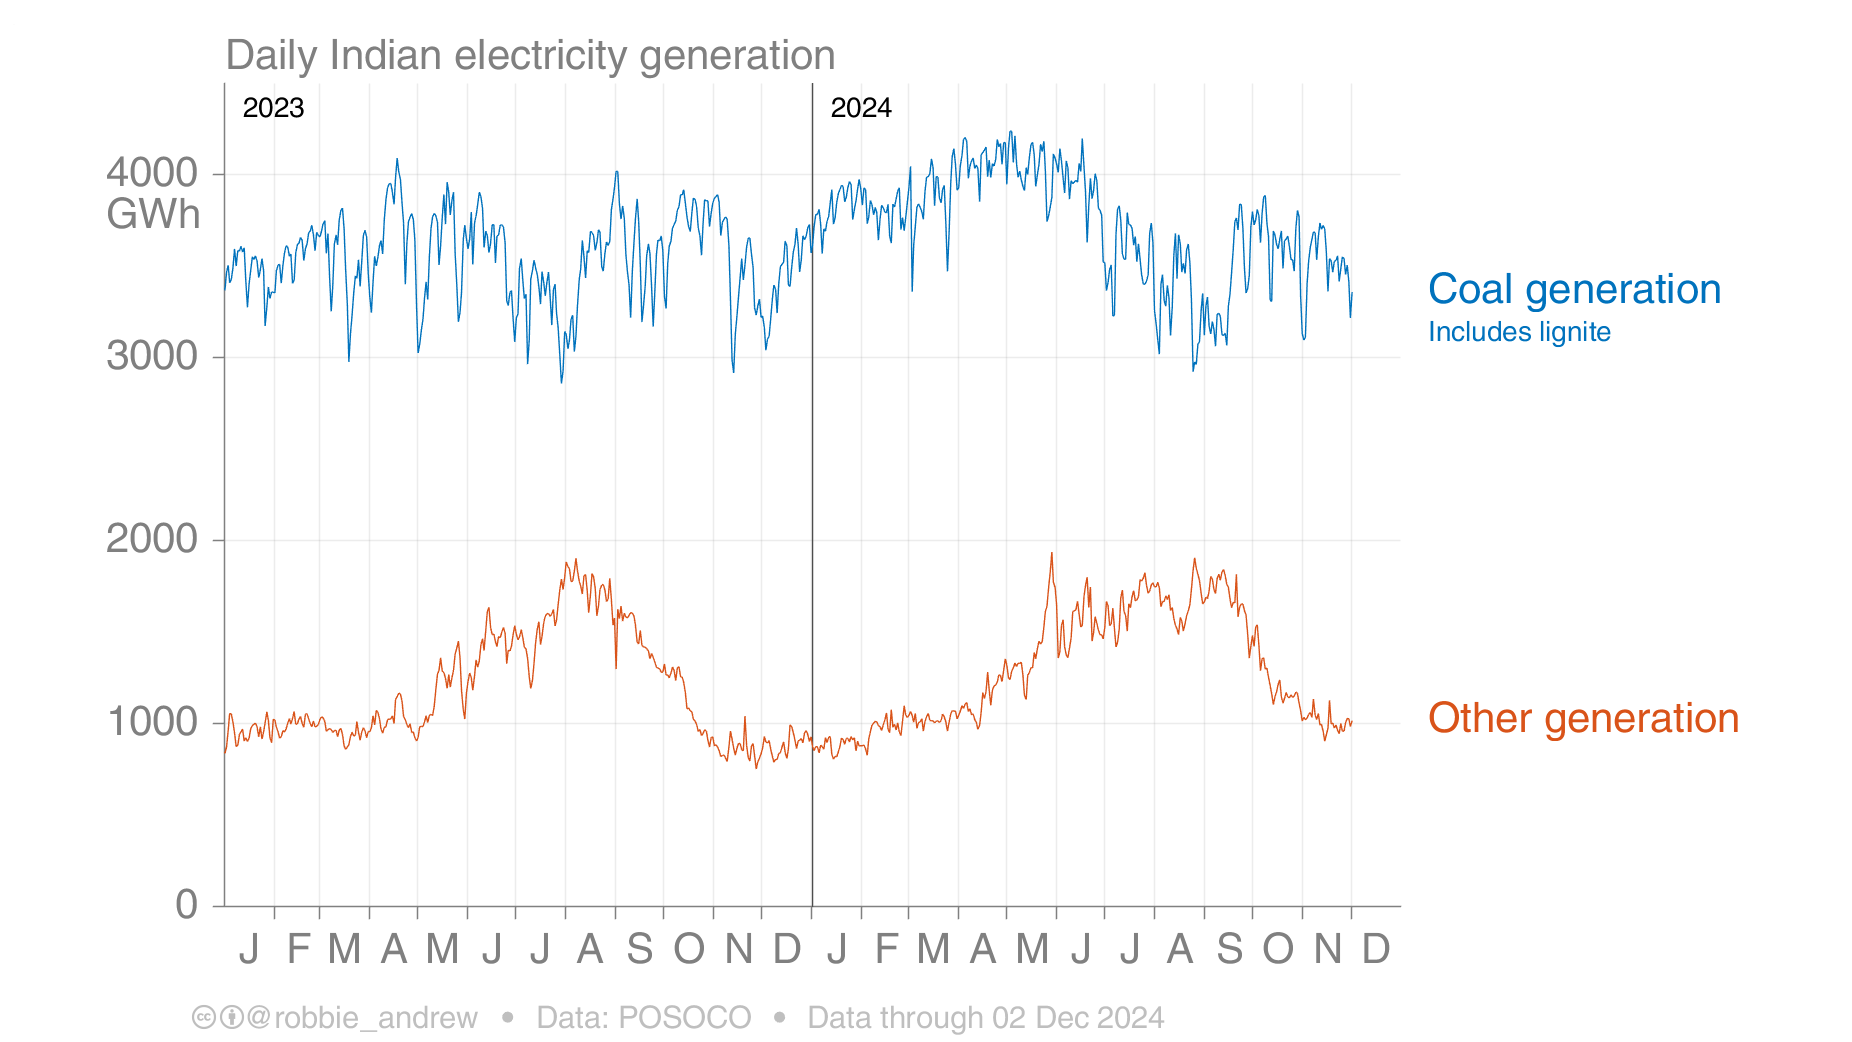 Daily Indian electricity generation
2023 2024
4000
GWh
3000
2000
1000
0
Coal generation
Includes lignite
Other generation
J F M A M J J A S O N D J F M A M J J A S O N D
cc @robbie_andrew • Data: POSOCO • Data through 02 Dec 2024